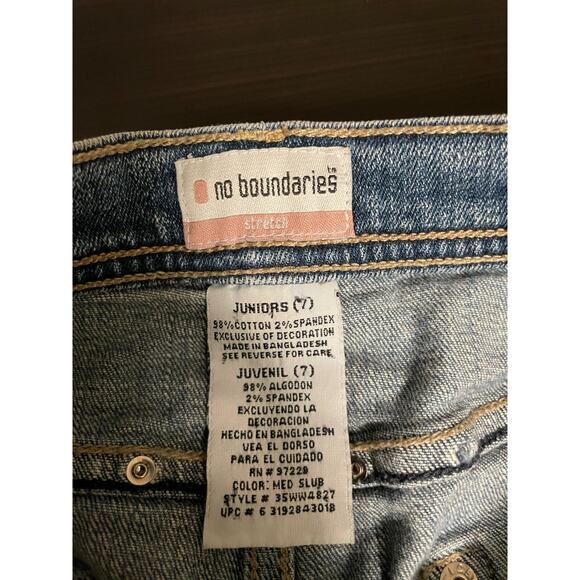 no boundaries™
stretch
JUNIORS (7)
98% COTTON 2% SPANDEX
EXCLUSIVE OF DECORATION
MADE IN BANGLADESH
SEE REVERSE FOR CARE
JUVENIL (7)
98% ALGODON
2% SPANDEX
EXCLUYENDO LA
DECORACION
HECHO EN BANGLADESH
VEA EL DORSO
PARA EL CUIDADO
RN # 97229
COLOR: MED SLUB
STYLE # 35WW4827
UPC # 6 3192843018